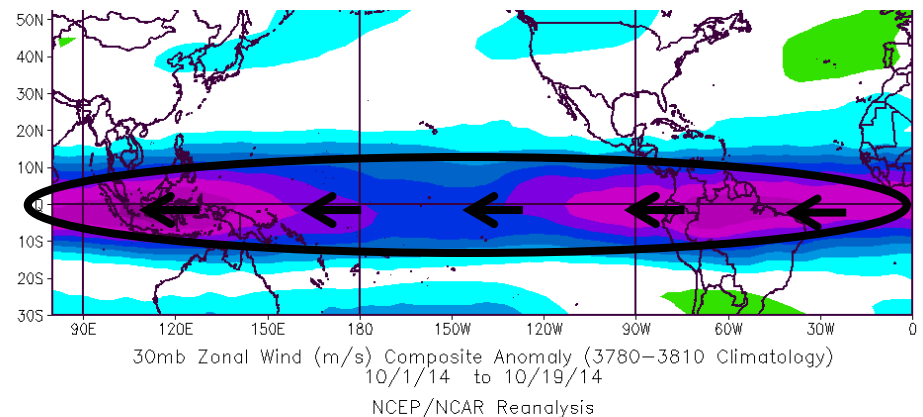 50N
40N
30N
20N
10N
10S
20S
30S
90E 120E 150E 180 150W 120W 90W 60W 30W 0
30mb Zonal Wind (m/s) Composite Anomaly (3780–3810 Climatology)
10/1/14 to 10/19/14
NCEP/NCAR Reanalysis